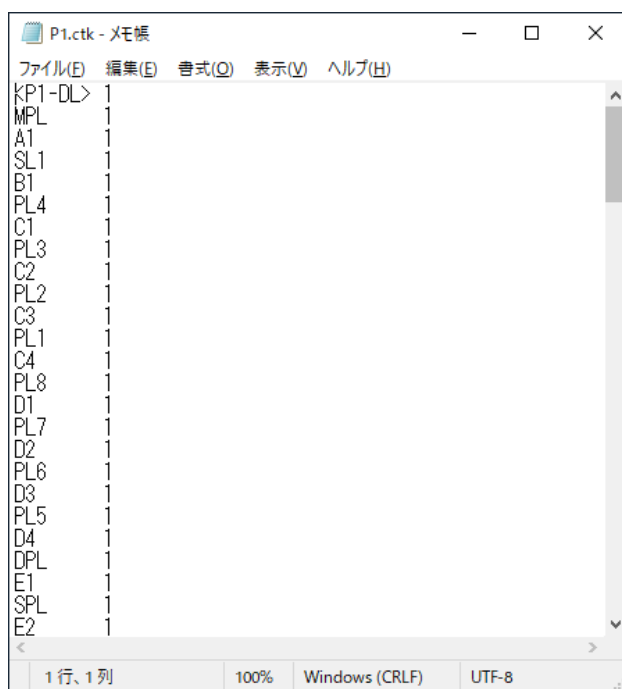 P1.ctk - メモ帳
ファイル(F) 編集(E) 書式(O) 表示(V) ヘルプ(H)
<P1-DL> 1
MPL 1
A1 1
SL1 1
B1 1
PL4 1
C1 1
PL3 1
C2 1
PL2 1
C3 1
PL1 1
C4 1
PL8 1
D1 1
PL7 1
D2 1
PL6 1
D3 1
PL5 1
D4 1
DPL 1
E1 1
SPL 1
E2 1
1 行、1 列 100% Windows (CRLF) UTF-8